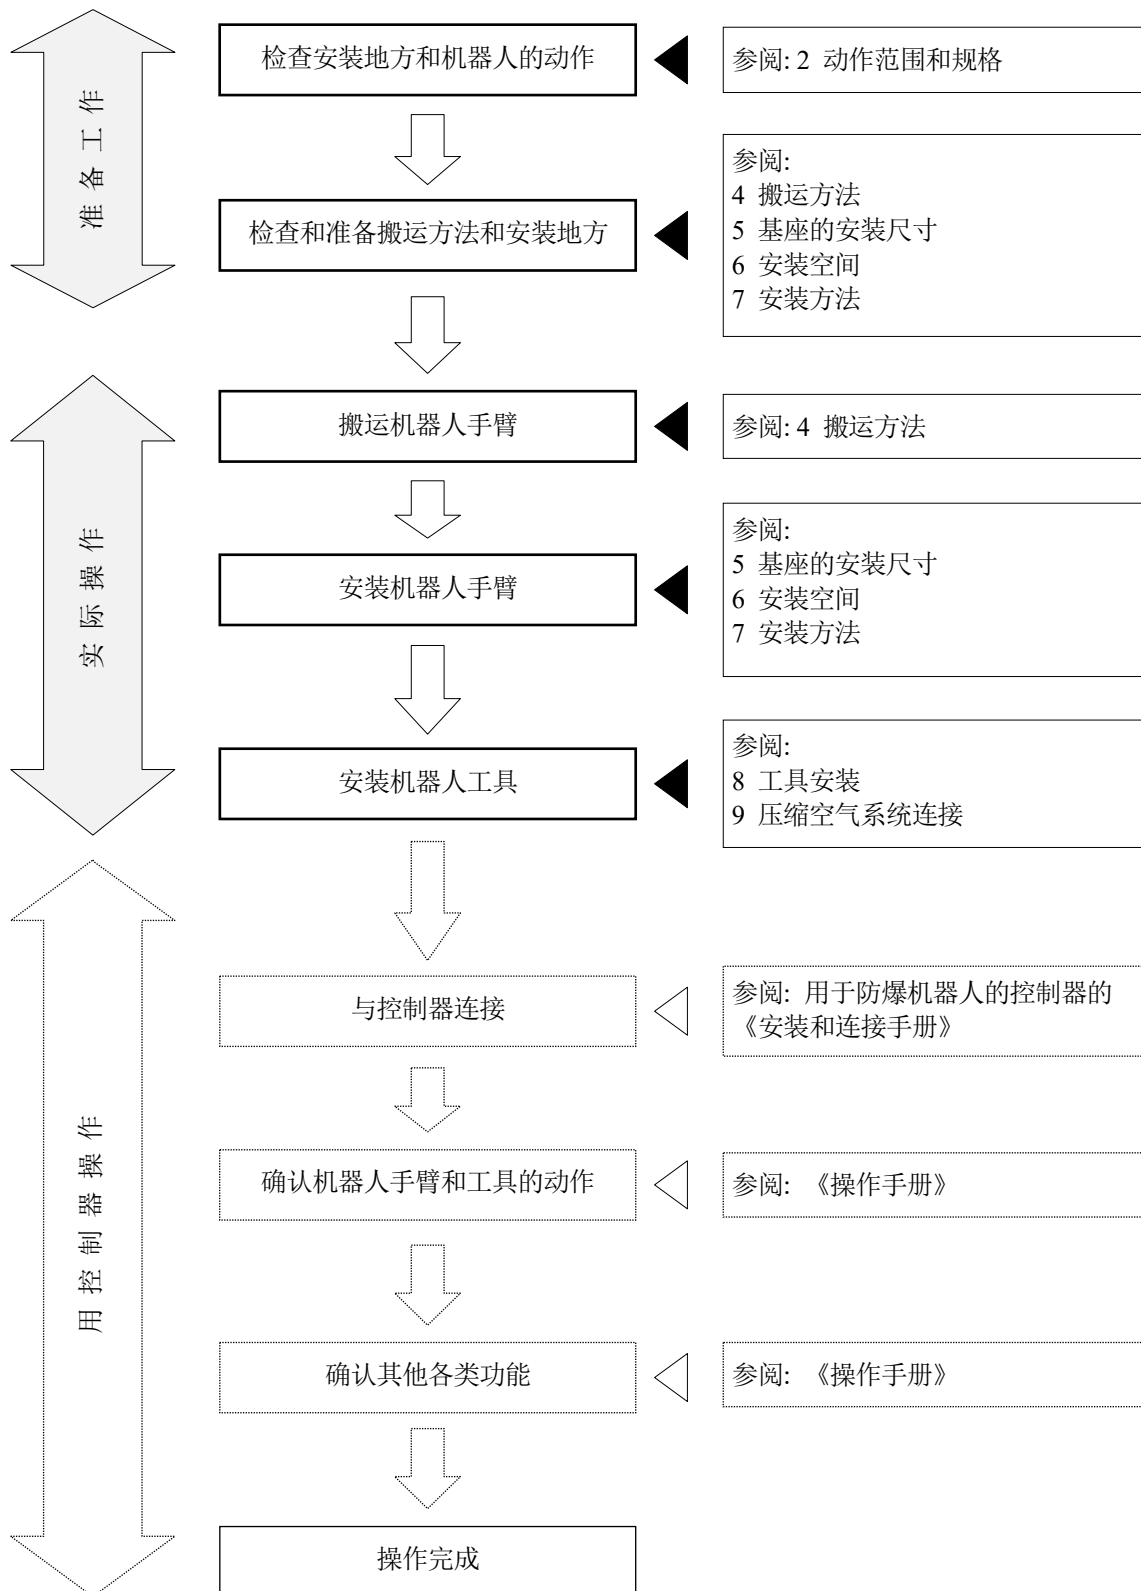 准备工作
检查安装地方和机器人的动作
参阅: 2 动作范围和规格
检查和准备搬运方法和安装地方
参阅:
4 搬运方法
5 基座的安装尺寸
6 安装空间
7 安装方法
实际操作
搬运机器人手臂
参阅: 4 搬运方法
安装机器人手臂
参阅:
5 基座的安装尺寸
6 安装空间
7 安装方法
安装机器人工具
参阅:
8 工具安装
9 压缩空气系统连接
用控制器操作
与控制器连接
参阅: 用于防爆机器人的控制器的
《安装和连接手册》
确认机器人手臂和工具的动作
参阅: 《操作手册》
确认其他各类功能
参阅: 《操作手册》
操作完成